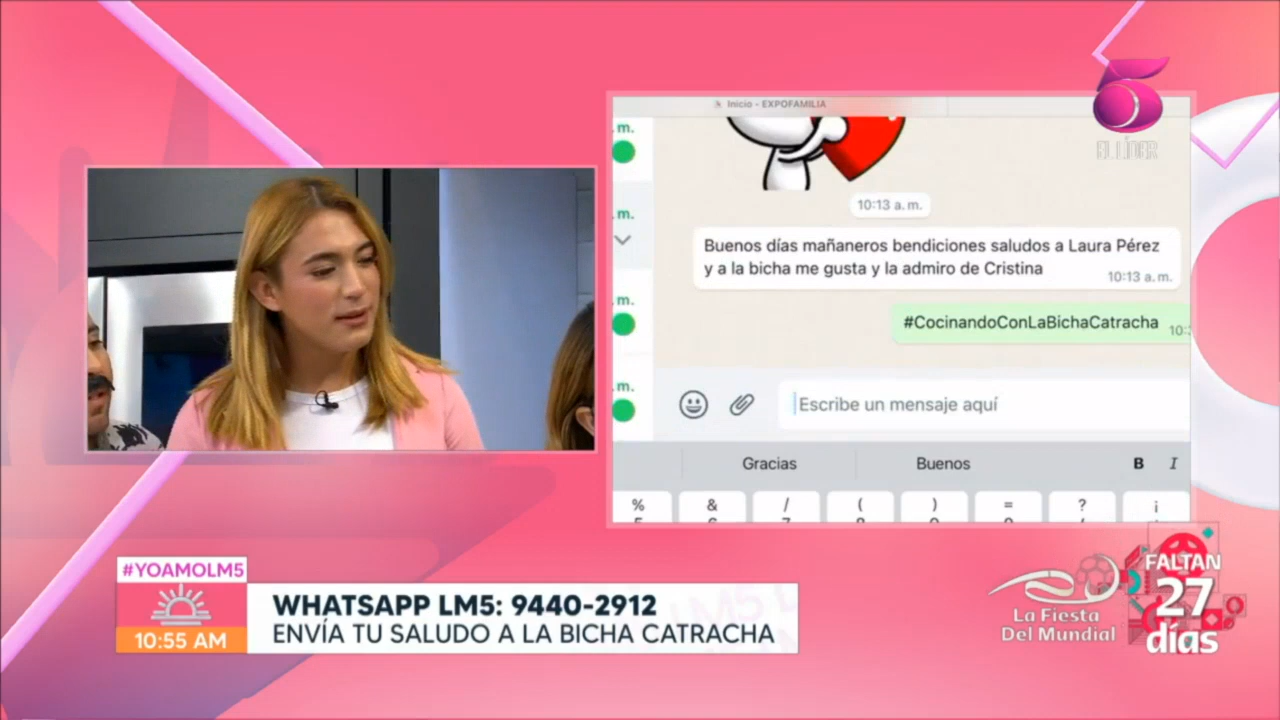 Inicio - EXPOFAMILIA
5
EL LÍDER
m.
10:13 a. m.
m.
Buenos días mañaneros bendiciones saludos a Laura Pérez
y a la bicha me gusta y la admiro de Cristina
10:13 a. m.
m.
#CocinandoConLaBichaCatracha
10:
m.
Escribe un mensaje aquí
Gracias
Buenos
B I
% & / ( ) = ? ¡
#YOAMOLM5
10:55 AM
WHATSAPP LM5: 9440-2912
ENVÍA TU SALUDO A LA BICHA CATRACHA
La Fiesta
Del Mundial
FALTAN
27
días